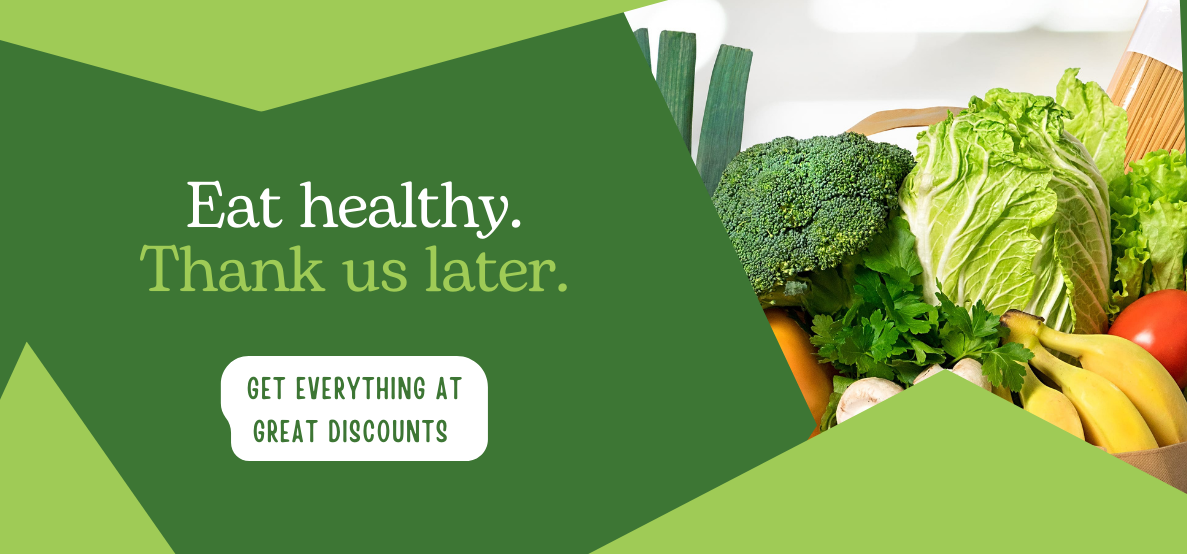 Eat healthy.
Thank us later.
GET EVERYTHING AT
GREAT DISCOUNTS